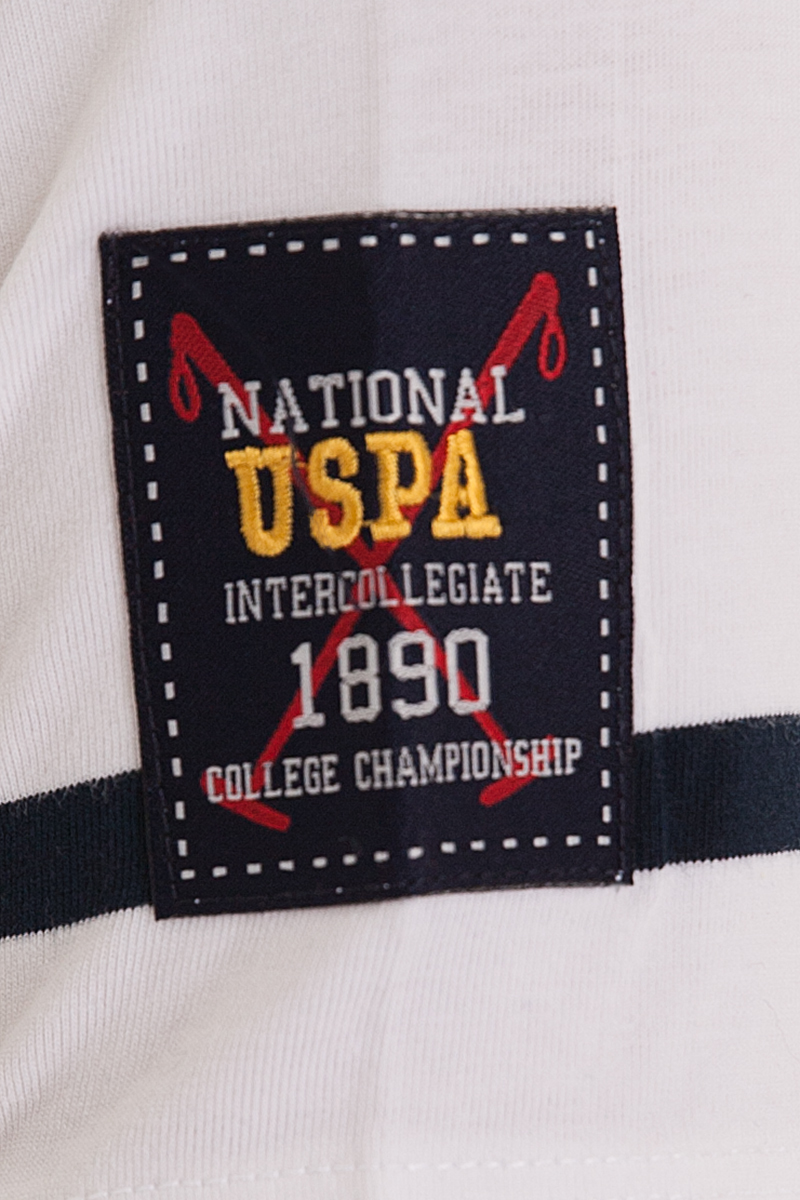 NATIONAL
USPA
INTERCOLLEGIATE
1890
COLLEGE CHAMPIONSHIP